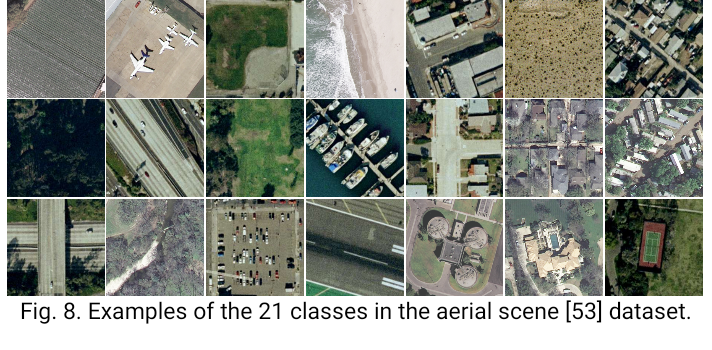 Fig. 8. Examples of the 21 classes in the aerial scene [53] dataset.